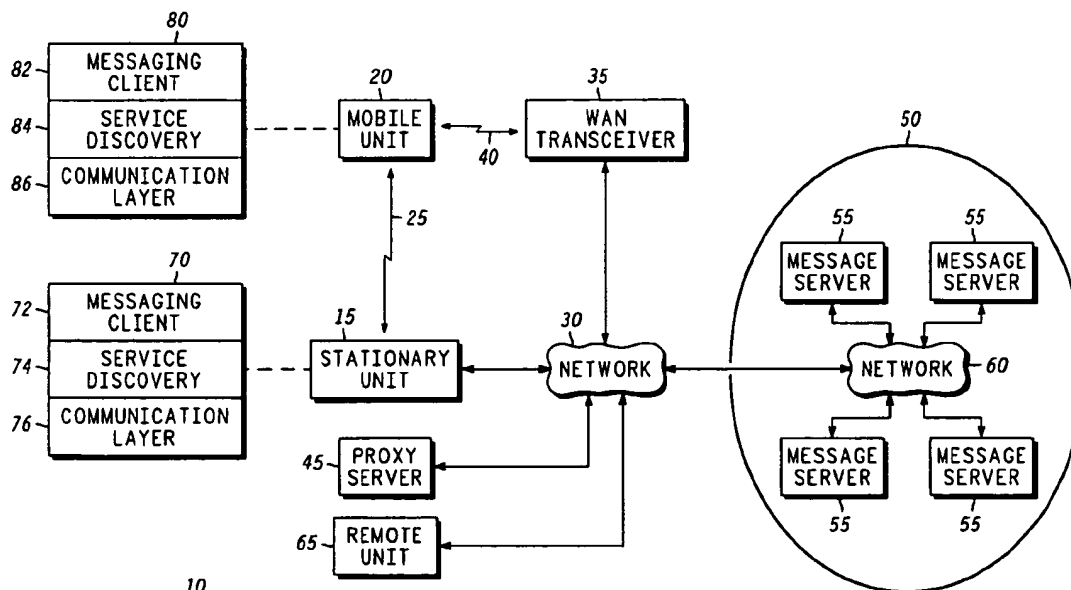 80
82
MESSAGING
CLIENT
84
SERVICE
DISCOVERY
86
COMMUNICATION
LAYER
20
MOBILE
UNIT
40
35
WAN
TRANSCEIVER
25
70
72
MESSAGING
CLIENT
74
SERVICE
DISCOVERY
76
COMMUNICATION
LAYER
15
STATIONARY
UNIT
30
NETWORK
45
PROXY
SERVER
65
REMOTE
UNIT
50
55
MESSAGE
SERVER
55
MESSAGE
SERVER
NETWORK
60
MESSAGE
SERVER
55
MESSAGE
SERVER
55
10